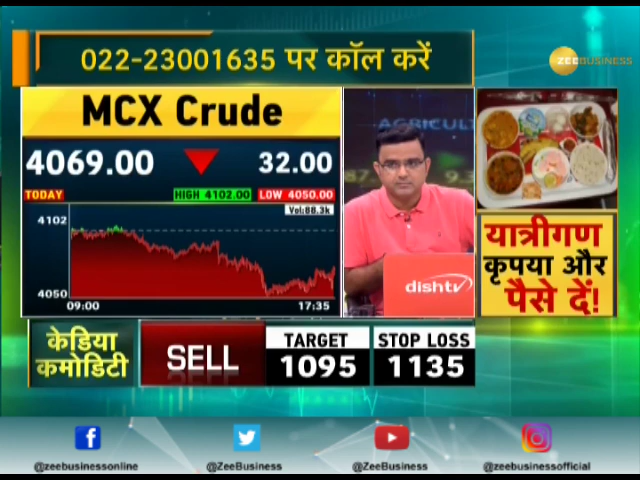 022-23001635 पर कॉल करें
ZEEBUSINESS
MCX Crude
4069.00 32.00
TODAY HIGH 4102.00 LOW 4050.00
Vol:88.3k
4102
4050
09:00 17:35
AGRICULT
dishtv
यात्रीगण
कृपया और
पैसे दें!
केडिया
कमोडिटी
SELL
TARGET
1095
STOP LOSS
1135
@zeebusinessonline @ZeeBusiness @ZeeBusiness @zeebusinessofficial